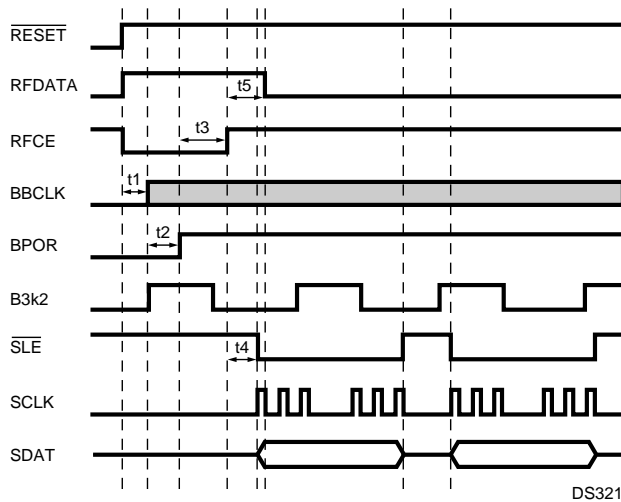 RESET
RFDATA
t5
RFCE
t3
BBCLK
t1
BPOR
t2
B3k2
SLE
t4
SCLK
SDAT
DS321